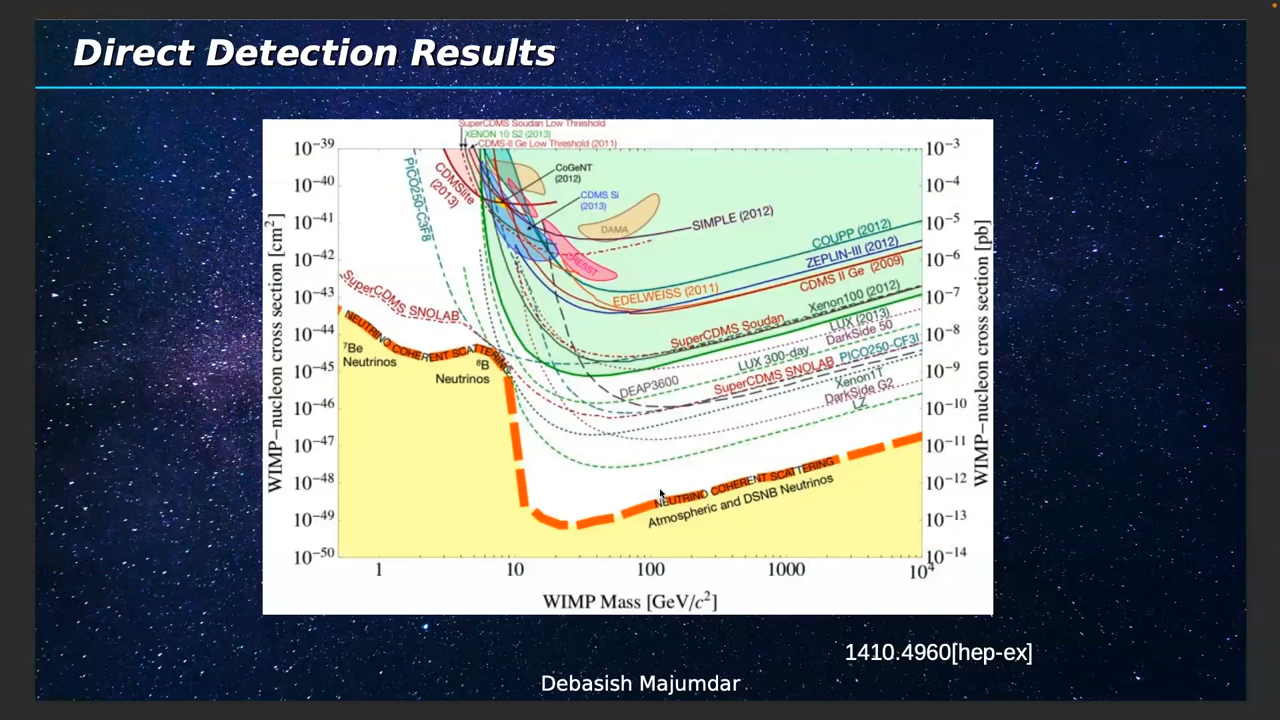 Direct Detection Results
SuperCDMS Soudan Low Threshold
XENON 10 S2 (2013)
CDMS-II Ge Low Threshold (2011)
10⁻³⁹
10⁻⁴⁰
10⁻⁴¹
10⁻⁴²
10⁻⁴³
10⁻⁴⁴
10⁻⁴⁵
10⁻⁴⁶
10⁻⁴⁷
10⁻⁴⁸
10⁻⁴⁹
10⁻⁵⁰
WIMP–nucleon cross section [cm²]
PICO250-C3F8
CDMSlite
(2013)
CoGeNT
(2012)
CDMS Si
(2013)
DAMA
CRESST
SIMPLE (2012)
COUPP (2012)
ZEPLIN-III (2012)
CDMS II Ge (2009)
EDELWEISS (2011)
Xenon100 (2012)
SuperCDMS SNOLAB
SuperCDMS Soudan
LUX (2013)
DarkSide 50
LUX 300-day
PICO250-CF3I
SuperCDMS SNOLAB
DEAP3600
Xenon1T
DarkSide G2
LZ
NEUTRINO COHERENT SCATTERING
⁷Be
Neutrinos
⁸B
Neutrinos
NEUTRINO COHERENT SCATTERING
Atmospheric and DSNB Neutrinos
10⁻³
10⁻⁴
10⁻⁵
10⁻⁶
10⁻⁷
10⁻⁸
10⁻⁹
10⁻¹⁰
10⁻¹¹
10⁻¹²
10⁻¹³
10⁻¹⁴
WIMP–nucleon cross section [pb]
1 10 100 1000 10⁴
WIMP Mass [GeV/c²]
1410.4960[hep-ex]
Debasish Majumdar